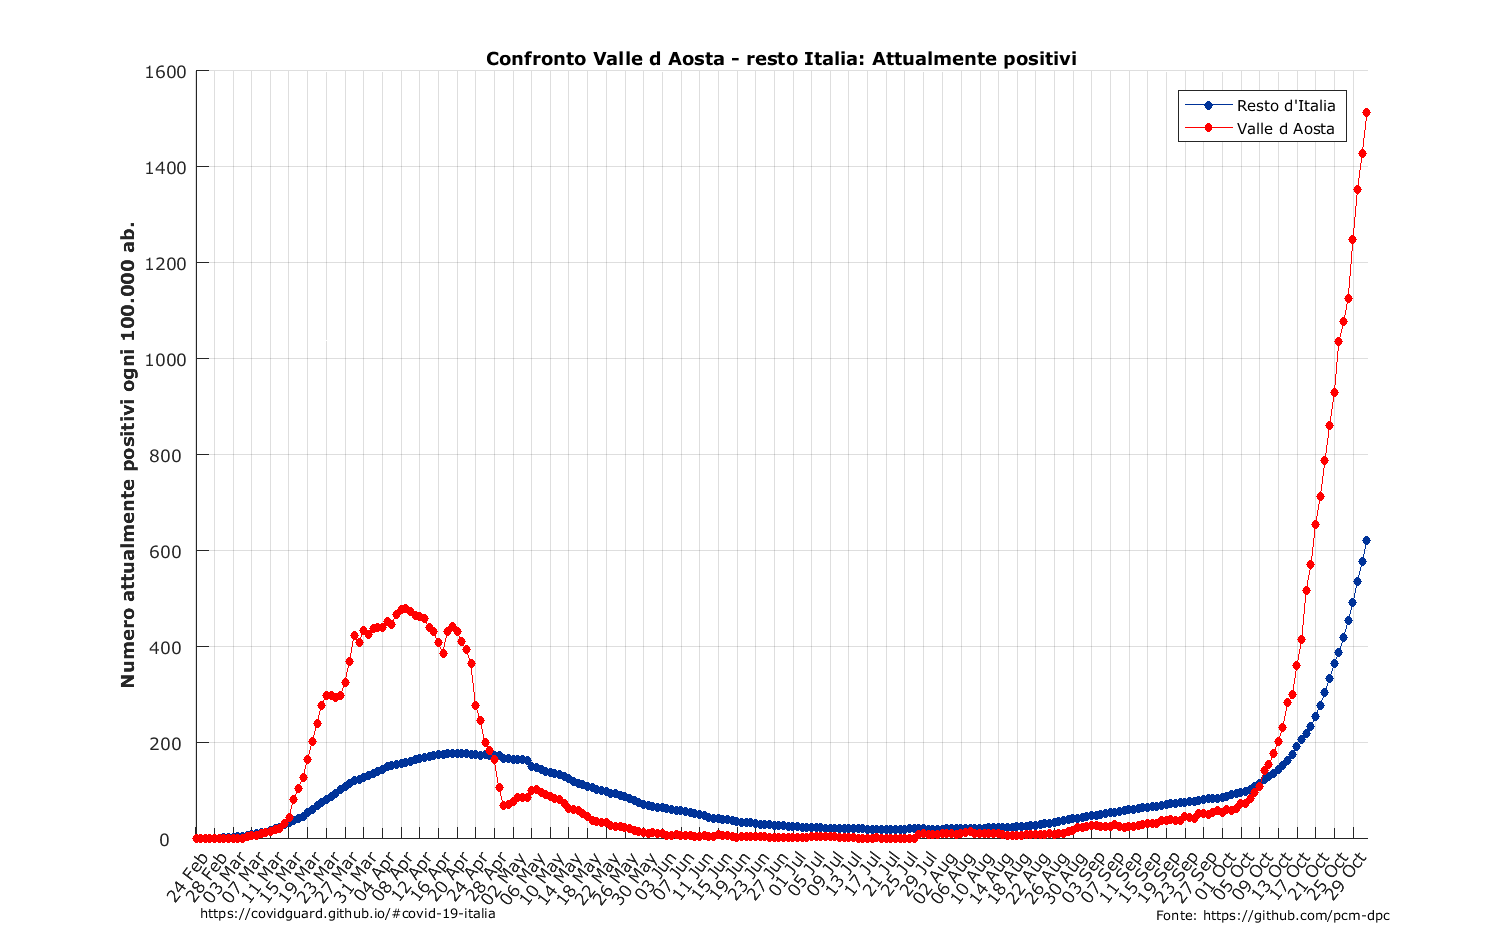 Confronto Valle d Aosta - resto Italia: Attualmente positivi
1600
1400
1200
1000
800
600
400
200
0
Numero attualmente positivi ogni 100.000 ab.
Resto d'Italia
Valle d Aosta
24 Feb
28 Feb
03 Mar
07 Mar
11 Mar
15 Mar
19 Mar
23 Mar
27 Mar
31 Mar
04 Apr
08 Apr
12 Apr
16 Apr
20 Apr
24 Apr
28 Apr
02 May
06 May
10 May
14 May
18 May
22 May
26 May
30 May
03 Jun
07 Jun
11 Jun
15 Jun
19 Jun
23 Jun
27 Jun
01 Jul
05 Jul
09 Jul
13 Jul
17 Jul
21 Jul
25 Jul
29 Jul
02 Aug
06 Aug
10 Aug
14 Aug
18 Aug
22 Aug
26 Aug
30 Aug
03 Sep
07 Sep
11 Sep
15 Sep
19 Sep
23 Sep
27 Sep
01 Oct
05 Oct
09 Oct
13 Oct
17 Oct
21 Oct
25 Oct
29 Oct
https://covidguard.github.io/#covid-19-italia
Fonte: https://github.com/pcm-dpc